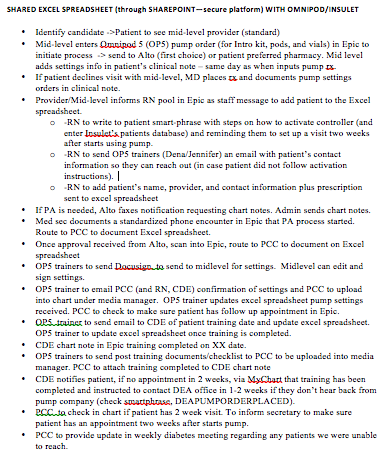 SHARED EXCEL SPREADSHEET (through SHAREPOINT—secure platform) WITH OMNIPOD/INSULET
• Identify candidate ->Patient to see mid-level provider (standard)
• Mid-level enters Omnipod 5 (OP5) pump order (for Intro kit, pods, and vials) in Epic to
initiate process -> send to Alto (first choice) or patient preferred pharmacy. Mid level
adds settings info in patient's clinical note – same day as when inputs pump rx.
• If patient declines visit with mid-level, MD places rx and documents pump settings
orders in clinical note.
• Provider/Mid-level informs RN pool in Epic as staff message to add patient to the Excel
spreadsheet.
o -RN to write to patient smart-phrase with steps on how to activate controller (and
enter Insulet's patients database) and reminding them to set up a visit two weeks
after starts using pump.
o -RN to send OP5 trainers (Dena/Jennifer) an email with patient's contact
information so they can reach out (in case patient did not follow activation
instructions).
o -RN to add patient's name, provider, and contact information plus prescription
sent to excel spreadsheet
• If PA is needed, Alto faxes notification requesting chart notes. Admin sends chart notes.
• Med sec documents a standardized phone encounter in Epic that PA process started.
Route to PCC to document Excel spreadsheet.
• Once approval received from Alto, scan into Epic, route to PCC to document on Excel
spreadsheet
• OP5 trainers to send Docusign to send to midlevel for settings. Midlevel can edit and
sign settings.
• OP5 trainer to email PCC (and RN, CDE) confirmation of settings and PCC to upload
into chart under media manager. OP5 trainer updates excel spreadsheet pump settings
received. PCC to check to make sure patient has follow up appointment in Epic.
• OP5 trainer to send email to CDE of patient training date and update excel spreadsheet.
OP5 trainer to update excel spreadsheet once training is completed.
• CDE chart note in Epic training completed on XX date.
• OP5 trainers to send post training documents/checklist to PCC to be uploaded into media
manager. PCC to attach training completed to CDE chart note
• CDE notifies patient, if no appointment in 2 weeks, via MyChart that training has been
completed and instructed to contact DEA office in 1-2 weeks if they don't hear back from
pump company (check smartphrase, DEAPUMPORDERPLACED).
• PCC to check in chart if patient has 2 week visit. To inform secretary to make sure
patient has an appointment two weeks after starts pump.
• PCC to provide update in weekly diabetes meeting regarding any patients we were unable
to reach.